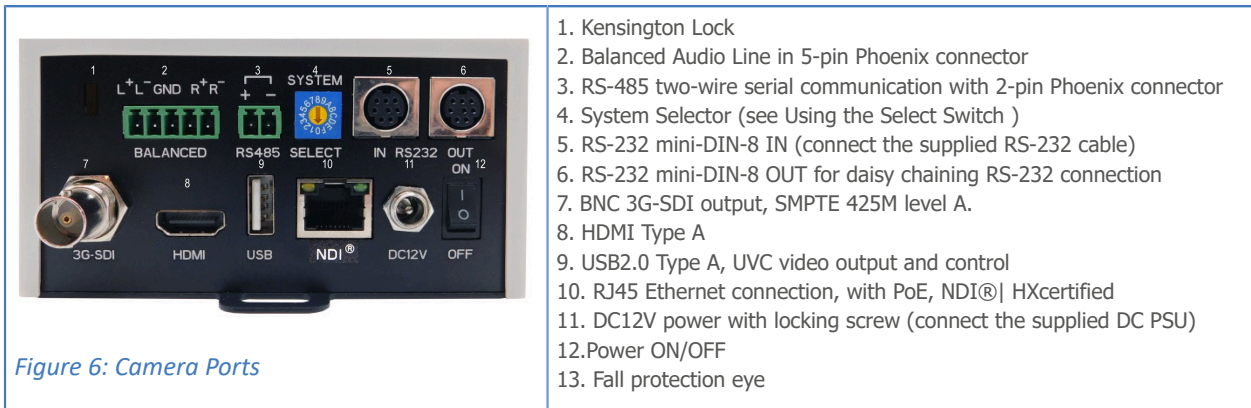 1
2
3
4
5
6
L+L- GND R+R-
+ -
SYSTEM
BALANCED
RS485
SELECT
IN RS232 OUT
7
8
9
10
11
ON 12
3G-SDI
HDMI
USB
NDI®
DC12V
OFF
Figure 6: Camera Ports
1. Kensington Lock
2. Balanced Audio Line in 5-pin Phoenix connector
3. RS-485 two-wire serial communication with 2-pin Phoenix connector
4. System Selector (see Using the Select Switch )
5. RS-232 mini-DIN-8 IN (connect the supplied RS-232 cable)
6. RS-232 mini-DIN-8 OUT for daisy chaining RS-232 connection
7. BNC 3G-SDI output, SMPTE 425M level A.
8. HDMI Type A
9. USB2.0 Type A, UVC video output and control
10. RJ45 Ethernet connection, with PoE, NDI®| HXcertified
11. DC12V power with locking screw (connect the supplied DC PSU)
12.Power ON/OFF
13. Fall protection eye